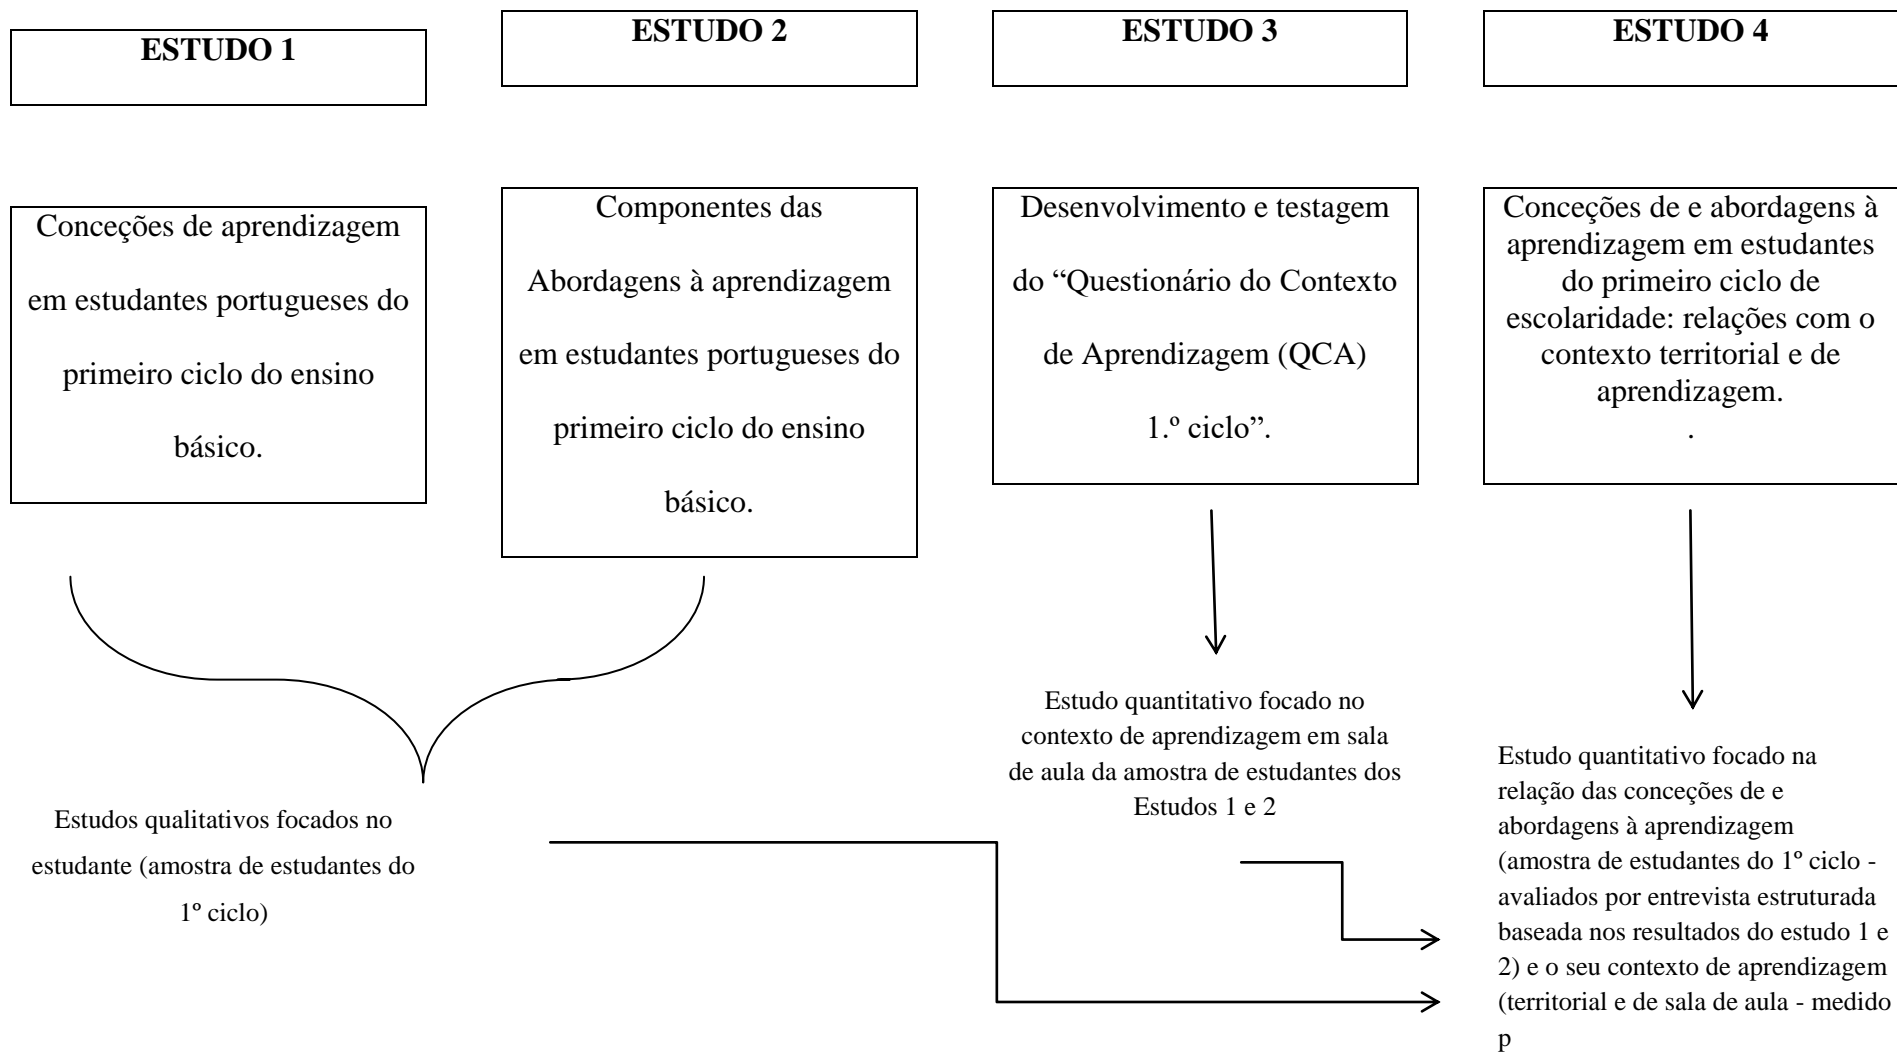 ESTUDO 1
ESTUDO 2
ESTUDO 3
ESTUDO 4
Conceções de aprendizagem
em estudantes portugueses do
primeiro ciclo do ensino
básico.
Componentes das
Abordagens à aprendizagem
em estudantes portugueses do
primeiro ciclo do ensino
básico.
Desenvolvimento e testagem
do “Questionário do Contexto
de Aprendizagem (QCA)
1.º ciclo”.
Conceções de e abordagens à
aprendizagem em estudantes
do primeiro ciclo de
escolaridade: relações com o
contexto territorial e de
aprendizagem.
.
Estudos qualitativos focados no
estudante (amostra de estudantes do
1º ciclo)
Estudo quantitativo focado no
contexto de aprendizagem em sala
de aula da amostra de estudantes dos
Estudos 1 e 2
Estudo quantitativo focado na
relação das conceções de e
abordagens à aprendizagem
(amostra de estudantes do 1º ciclo -
avaliados por entrevista estruturada
baseada nos resultados do estudo 1 e
2) e o seu contexto de aprendizagem
(territorial e de sala de aula - medido
p